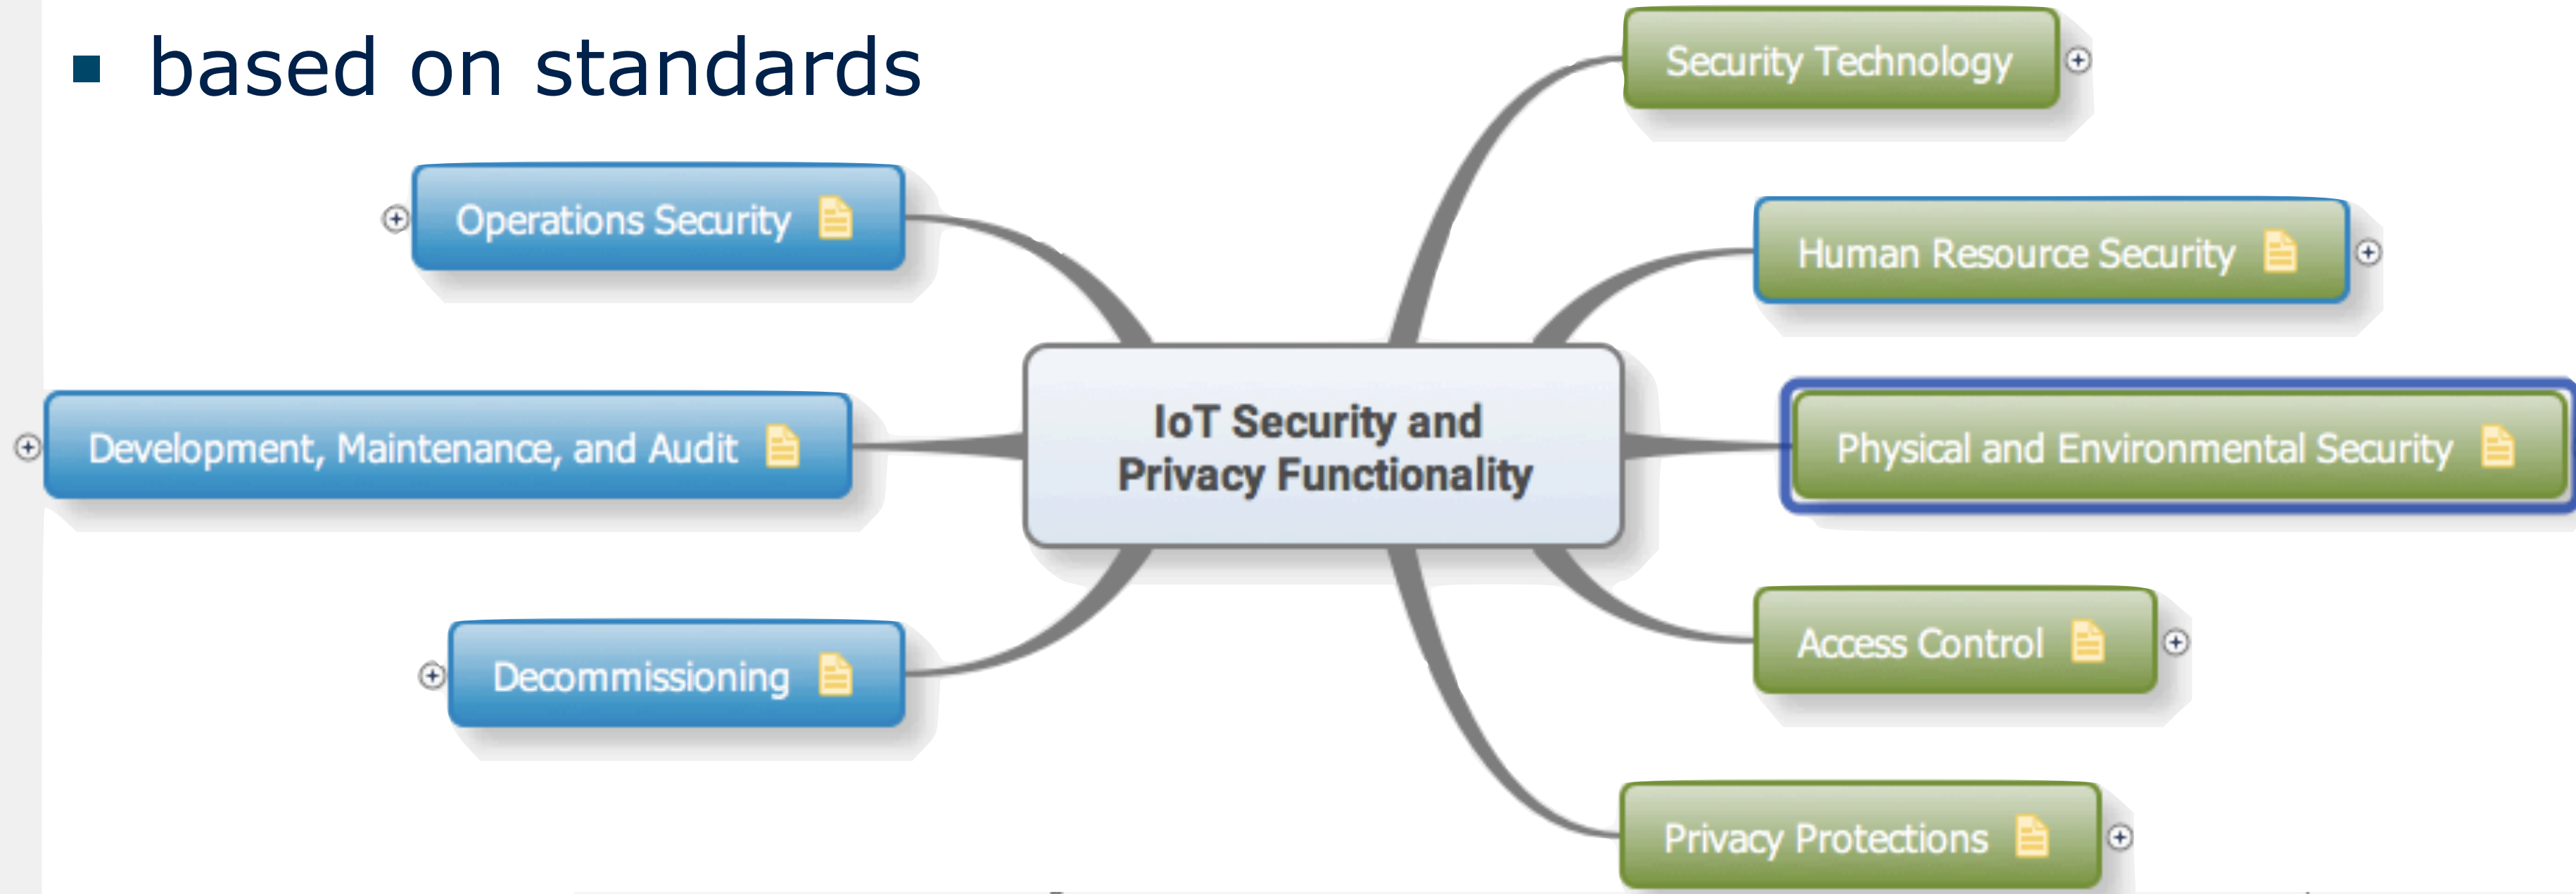 based on standards
Security Technology
Operations Security
Human Resource Security
IoT Security and
Privacy Functionality
Development, Maintenance, and Audit
Physical and Environmental Security
Decommissioning
Access Control
Privacy Protections